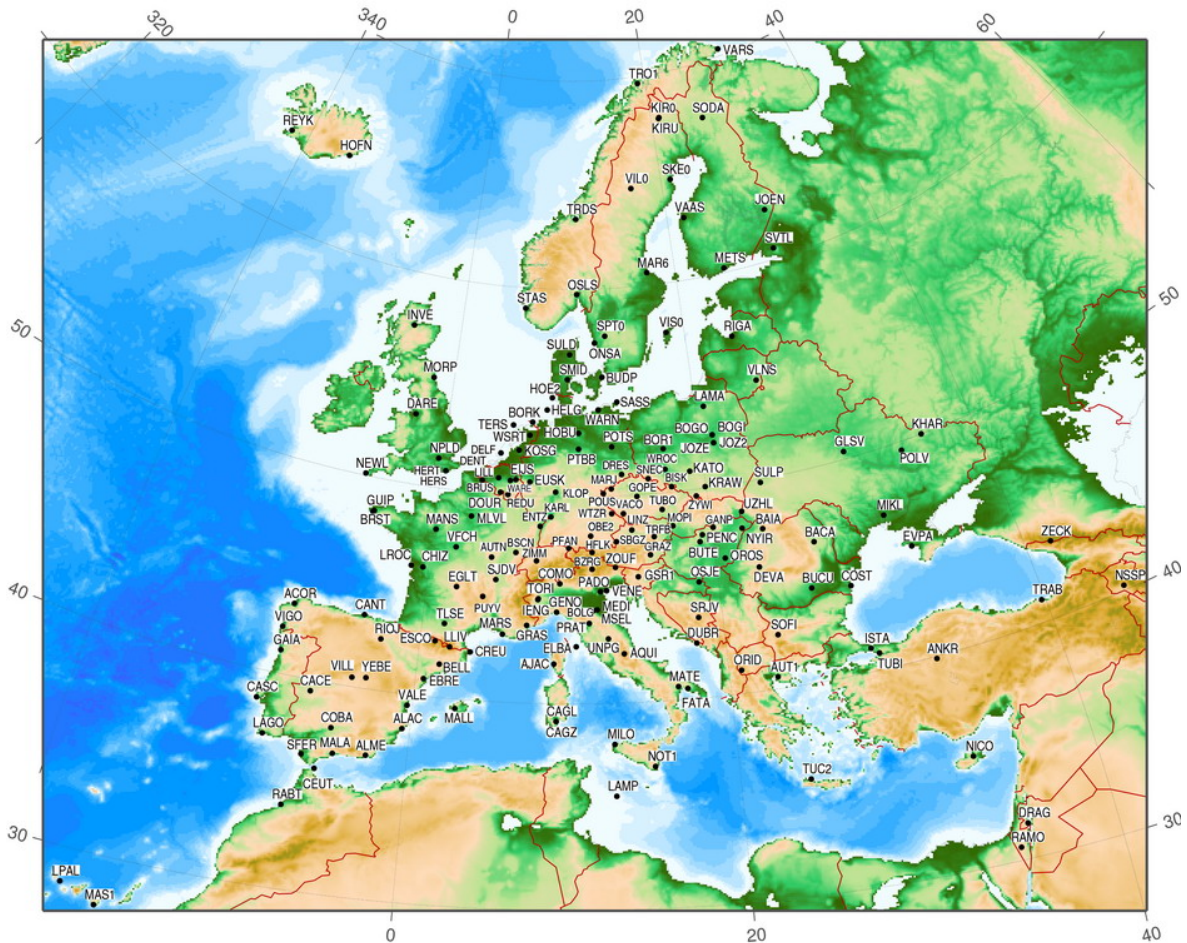 320
340
0
20
40
60
VARS
TRO1
KIR0
SODA
KIRU
REYK
HOFN
SKE0
VIL0
JOEN
VAAS
TRDS
SVTL
METS
MAR6
50
50
OSLS
STAS
INVE
SPT0
VIS0
RIGA
SULD
ONSA
MORP
SMID
VLNS
BUDP
HOE2
DARE
HELG
SASS
LAMA
BORK
WARN
TERS
WSRT
HOBU
POTS
BOGO
BOGI
KHAR
NPLD
DELF
KOSG
BOR1
JOZE
JOZ2
GLSV
POLV
DENT
PTBB
WROC
NEWL
HERT
HERS
LILL
EIJS
DRES
SNEC
KATO
SULP
BRUS
WARE
EUSK
MARJ
GOPE
BISK
KRAW
GUIP
DOUR
REDU
KLOP
POUS
VACO
TUBO
ZYWI
UZHL
MIKL
BRST
MANS
MLVL
ENTZ
KARL
WTZR
LINZ
MOPI
GANP
BAIA
VFCH
OBE2
TRFB
PENC
NYIR
BACA
EVPA
ZECK
LROC
CHIZ
AUTN
BSCN
PFAN
HFLK
SBGZ
GRAZ
BUTE
OROS
ZIMM
BZRG
ZOUF
EGLT
SJDV
COMO
PADO
GSR1
OSJE
DEVA
BUCU
COST
TRAB
NSSP
40
40
ACOR
CANT
TORI
VENE
VIGO
TLSE
PUYV
IENG
GENO
MEDI
SRJV
RIOJ
MARS
BOLG
MSEL
SOFI
GAIA
ESCO
LLIV
GRAS
PRAT
DUBR
ISTA
CREU
ELBA
UNPG
AQUI
TUBI
ANKR
VILL
YEBE
BELL
AJAC
ORID
AUT1
CASC
CACE
EBRE
MATE
VALE
FATA
LAGO
COBA
ALAC
MALL
CAGL
CAGZ
SFER
MALA
ALME
MILO
NOT1
NICO
CEUT
TUC2
RABT
LAMP
30
30
DRAG
RAMO
LPAL
MAS1
0
20
40